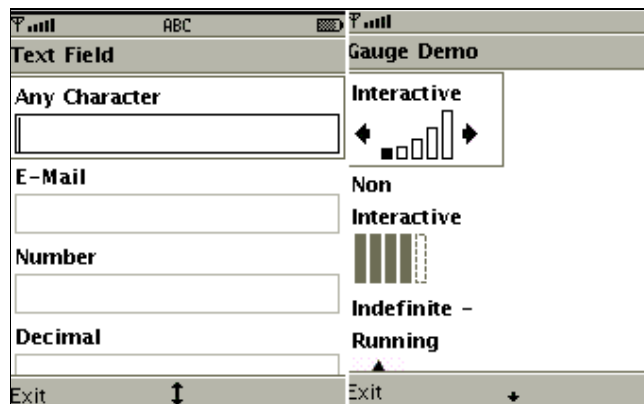 ABC
Text Field
Any Character
E-Mail
Number
Decimal
Exit
Gauge Demo
Interactive
Non
Interactive
Indefinite -
Running
Exit